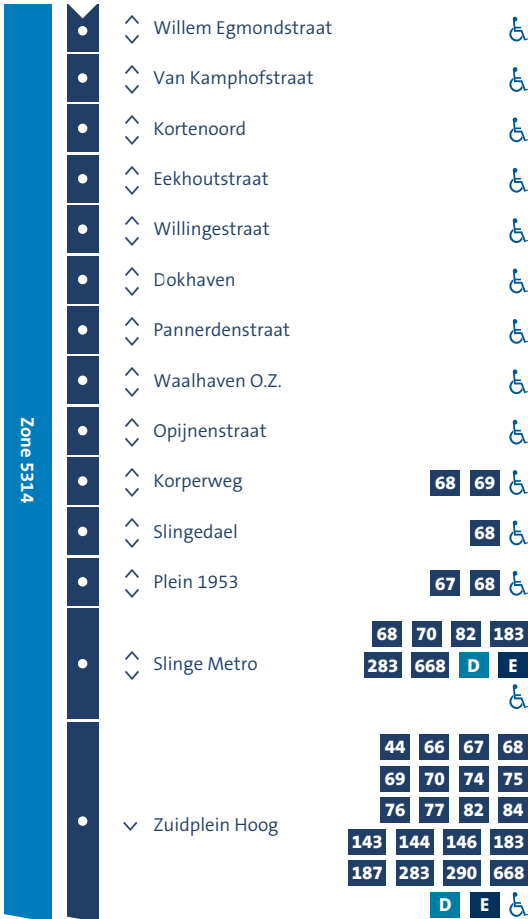 Zone 5314
Willem Egmondstraat
Van Kamphofstraat
Kortenoord
Eekhoutstraat
Willingestraat
Dokhaven
Pannerdenstraat
Waalhaven O.Z.
Opijnenstraat
Korperweg 68 69
Slingedael 68
Plein 1953 67 68
68 70 82 183
Slinge Metro 283 668 D E
44 66 67 68
69 70 74 75
76 77 82 84
Zuidplein Hoog 143 144 146 183
187 283 290 668
D E